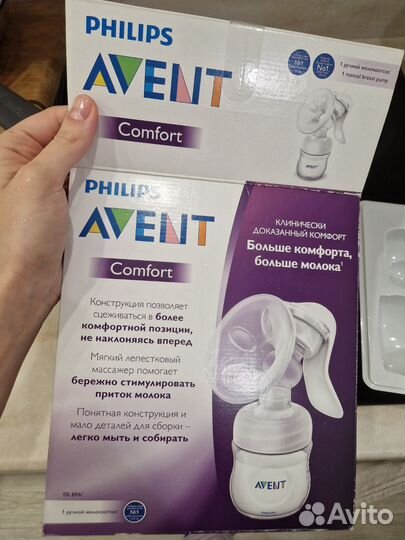 PHILIPS
AVENT
Comfort
1 ручной молокоотсос
1 manual breast pump
PHILIPS
AVENT
Comfort
КЛИНИЧЕСКИ
ДОКАЗАННЫЙ КОМФОРТ
Больше комфорта,
больше молока¹
Конструкция позволяет
сцеживаться в более
комфортной позиции,
не наклоняясь вперед
Мягкий лепестковый
массажер помогает
бережно стимулировать
приток молока
Понятная конструкция и
мало деталей для сборки –
легко мыть и собирать
AVENT
PHILIPS
0% BPA²
1 ручной молокоотсос
Avito